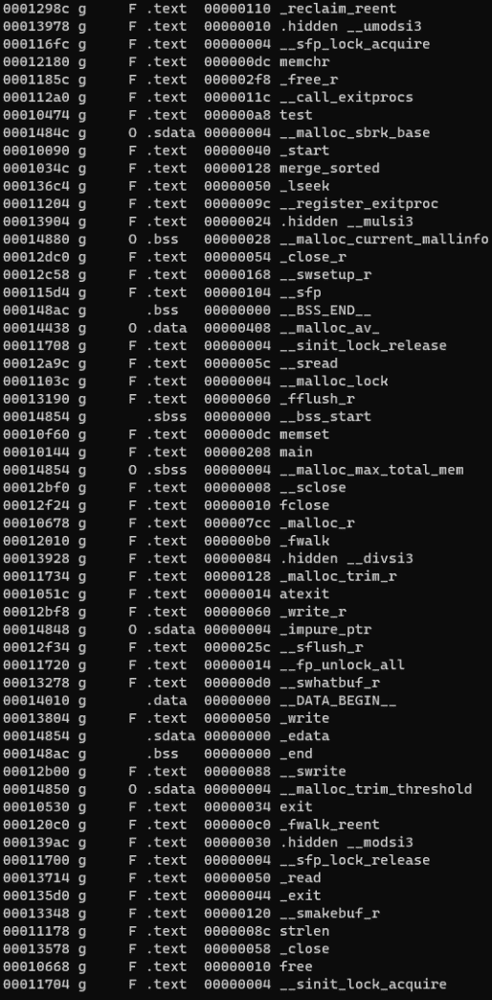 0001298c g     F .text  00000110 _reclaim_reent
00013978 g     F .text  00000010 .hidden __umodsi3
000116fc g     F .text  00000004 __sfp_lock_acquire
00012180 g     F .text  000000dc memchr
0001185c g     F .text  000002f8 _free_r
000112a0 g     F .text  0000011c __call_exitprocs
00010474 g     F .text  000000a8 test
0001484c g     O .sdata 00000004 __malloc_sbrk_base
00010090 g     F .text  00000040 _start
0001034c g     F .text  00000128 merge_sorted
000136c4 g     F .text  00000050 _lseek
00011204 g     F .text  0000009c __register_exitproc
00013904 g     F .text  00000024 .hidden __mulsi3
00014880 g     O .bss   00000028 __malloc_current_mallinfo
00012dc0 g     F .text  00000054 _close_r
00012c58 g     F .text  00000168 __swsetup_r
000115d4 g     F .text  00000104 __sfp
000148ac g       .bss   00000000 __BSS_END__
00014438 g     O .data  00000408 __malloc_av_
00011708 g     F .text  00000004 __sinit_lock_release
00012a9c g     F .text  0000005c __sread
0001103c g     F .text  00000004 __malloc_lock
00013190 g     F .text  00000060 _fflush_r
00014854 g       .sbss  00000000 __bss_start
00010f60 g     F .text  000000dc memset
00010144 g     F .text  00000208 main
00014854 g     O .sbss  00000004 __malloc_max_total_mem
00012bf0 g     F .text  00000008 __sclose
00012f24 g     F .text  00000010 fclose
00010678 g     F .text  000007cc _malloc_r
00012010 g     F .text  000000b0 _fwalk
00013928 g     F .text  00000084 .hidden __divsi3
00011734 g     F .text  00000128 _malloc_trim_r
0001051c g     F .text  00000014 atexit
00012bf8 g     F .text  00000060 _write_r
00014848 g     O .sdata 00000004 _impure_ptr
00012f34 g     F .text  0000025c __sflush_r
00011720 g     F .text  00000014 __fp_unlock_all
00013278 g     F .text  000000d0 __swhatbuf_r
00014010 g       .data  00000000 __DATA_BEGIN__
00013804 g     F .text  00000050 _write
00014854 g       .sdata 00000000 _edata
000148ac g       .bss   00000000 _end
00012b00 g     F .text  00000088 __swrite
00014850 g     O .sdata 00000004 __malloc_trim_threshold
00010530 g     F .text  00000034 exit
000120c0 g     F .text  000000c0 _fwalk_reent
000139ac g     F .text  00000030 .hidden __modsi3
00011700 g     F .text  00000004 __sfp_lock_release
00013714 g     F .text  00000050 _read
000135d0 g     F .text  00000044 _exit
00013348 g     F .text  00000120 __smakebuf_r
00011178 g     F .text  0000008c strlen
00013578 g     F .text  00000058 _close
00010668 g     F .text  00000010 free
00011704 g     F .text  00000004 __sinit_lock_acquire